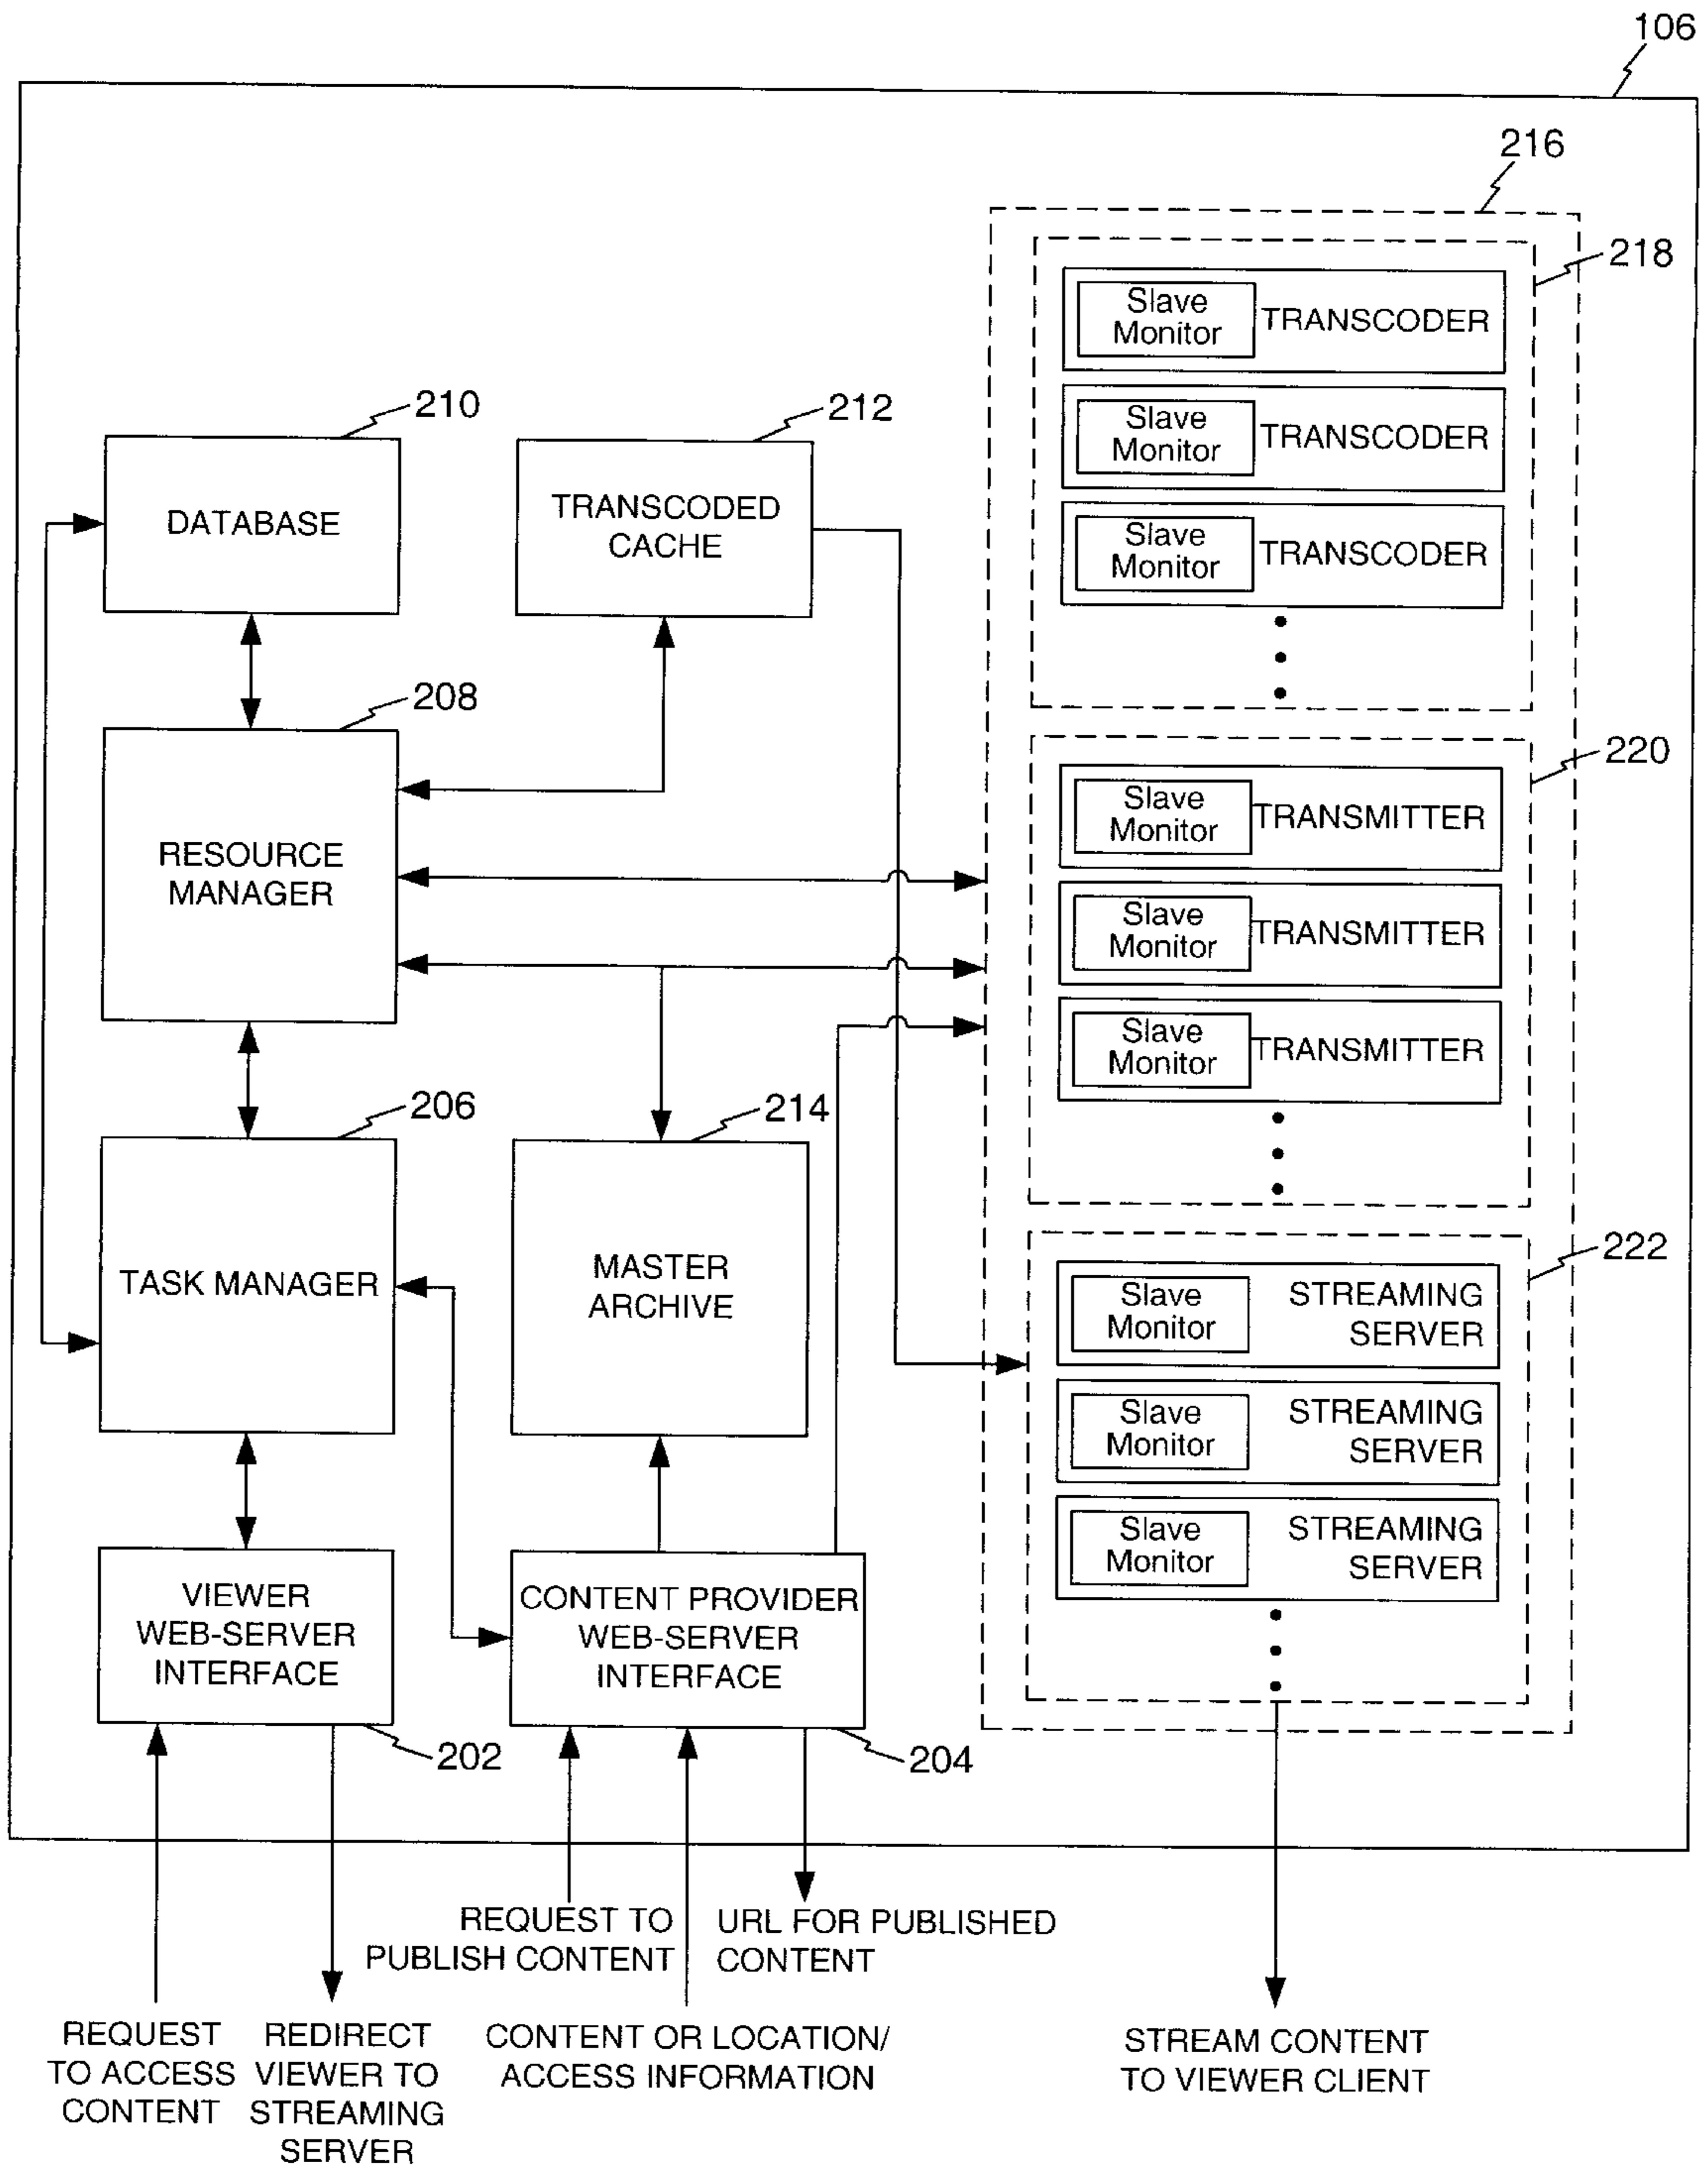 106
216
218
Slave
Monitor
TRANSCODER
Slave
Monitor
TRANSCODER
Slave
Monitor
TRANSCODER
210
DATABASE
212
TRANSCODED
CACHE
208
RESOURCE
MANAGER
220
Slave
Monitor
TRANSMITTER
Slave
Monitor
TRANSMITTER
Slave
Monitor
TRANSMITTER
206
TASK MANAGER
214
MASTER
ARCHIVE
222
Slave
Monitor
STREAMING
SERVER
Slave
Monitor
STREAMING
SERVER
Slave
Monitor
STREAMING
SERVER
VIEWER
WEB-SERVER
INTERFACE
202
CONTENT PROVIDER
WEB-SERVER
INTERFACE
204
REQUEST TO
PUBLISH CONTENT
URL FOR PUBLISHED
CONTENT
REQUEST
TO ACCESS
CONTENT
REDIRECT
VIEWER TO
STREAMING
SERVER
CONTENT OR LOCATION/
ACCESS INFORMATION
STREAM CONTENT
TO VIEWER CLIENT